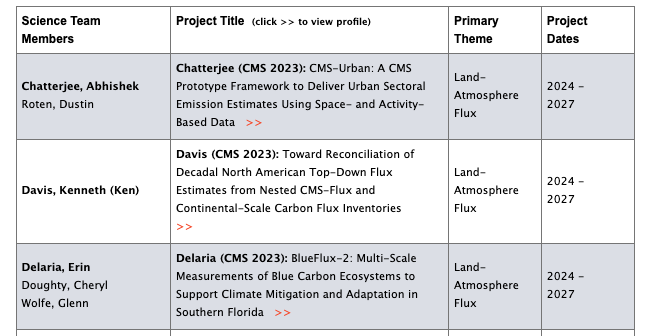 Science Team Members
Project Title (click >> to view profile)
Primary Theme
Project Dates
Chatterjee, Abhishek
Roten, Dustin
Chatterjee (CMS 2023): CMS-Urban: A CMS
Prototype Framework to Deliver Urban Sectoral
Emission Estimates Using Space- and Activity-
Based Data >>
Land-
Atmosphere
Flux
2024 –
2027
Davis, Kenneth (Ken)
Davis (CMS 2023): Toward Reconciliation of
Decadal North American Top-Down Flux
Estimates from Nested CMS-Flux and
Continental-Scale Carbon Flux Inventories
>>
Land-
Atmosphere
Flux
2024 –
2027
Delaria, Erin
Doughty, Cheryl
Wolfe, Glenn
Delaria (CMS 2023): BlueFlux-2: Multi-Scale
Measurements of Blue Carbon Ecosystems to
Support Climate Mitigation and Adaptation in
Southern Florida >>
Land-
Atmosphere
Flux
2024 –
2027